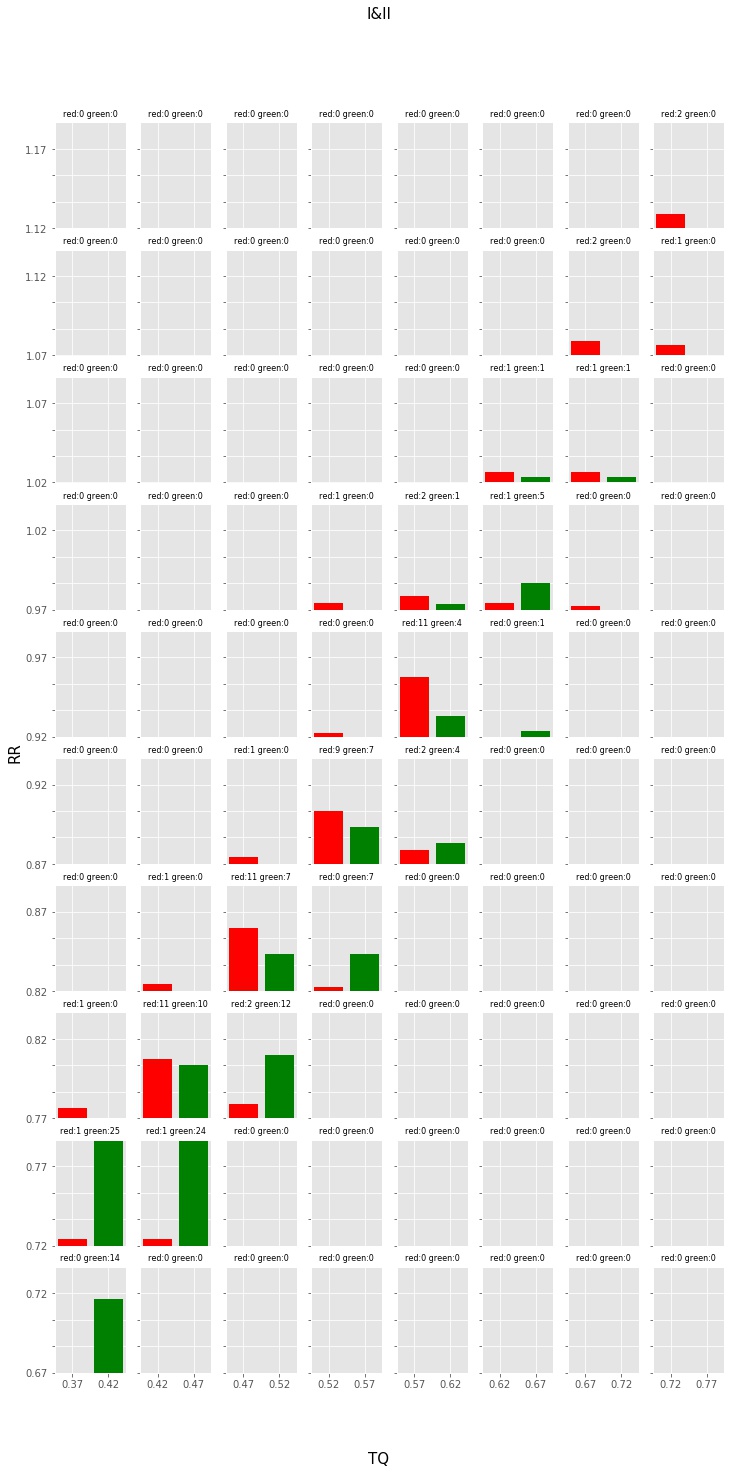 I&II
red:0 green:0 red:0 green:0 red:0 green:0 red:0 green:0 red:0 green:0 red:0 green:0 red:0 green:0 red:2 green:0
1.17
1.12
red:0 green:0 red:0 green:0 red:0 green:0 red:0 green:0 red:0 green:0 red:0 green:0 red:2 green:0 red:1 green:0
1.12
1.07
red:0 green:0 red:0 green:0 red:0 green:0 red:0 green:0 red:0 green:0 red:1 green:1 red:1 green:1 red:0 green:0
1.07
1.02
red:0 green:0 red:0 green:0 red:0 green:0 red:1 green:0 red:2 green:1 red:1 green:5 red:0 green:0 red:0 green:0
1.02
0.97
red:0 green:0 red:0 green:0 red:0 green:0 red:0 green:0 red:11 green:4 red:0 green:1 red:0 green:0 red:0 green:0
0.97
0.92
RR
red:0 green:0 red:0 green:0 red:1 green:0 red:9 green:7 red:2 green:4 red:0 green:0 red:0 green:0 red:0 green:0
0.92
0.87
red:0 green:0 red:1 green:0 red:11 green:7 red:0 green:7 red:0 green:0 red:0 green:0 red:0 green:0 red:0 green:0
0.87
0.82
red:1 green:0 red:11 green:10 red:2 green:12 red:0 green:0 red:0 green:0 red:0 green:0 red:0 green:0 red:0 green:0
0.82
0.77
red:1 green:25 red:1 green:24 red:0 green:0 red:0 green:0 red:0 green:0 red:0 green:0 red:0 green:0 red:0 green:0
0.77
0.72
red:0 green:14 red:0 green:0 red:0 green:0 red:0 green:0 red:0 green:0 red:0 green:0 red:0 green:0 red:0 green:0
0.72
0.67
0.37 0.42 0.42 0.47 0.47 0.52 0.52 0.57 0.57 0.62 0.62 0.67 0.67 0.72 0.72 0.77
TQ